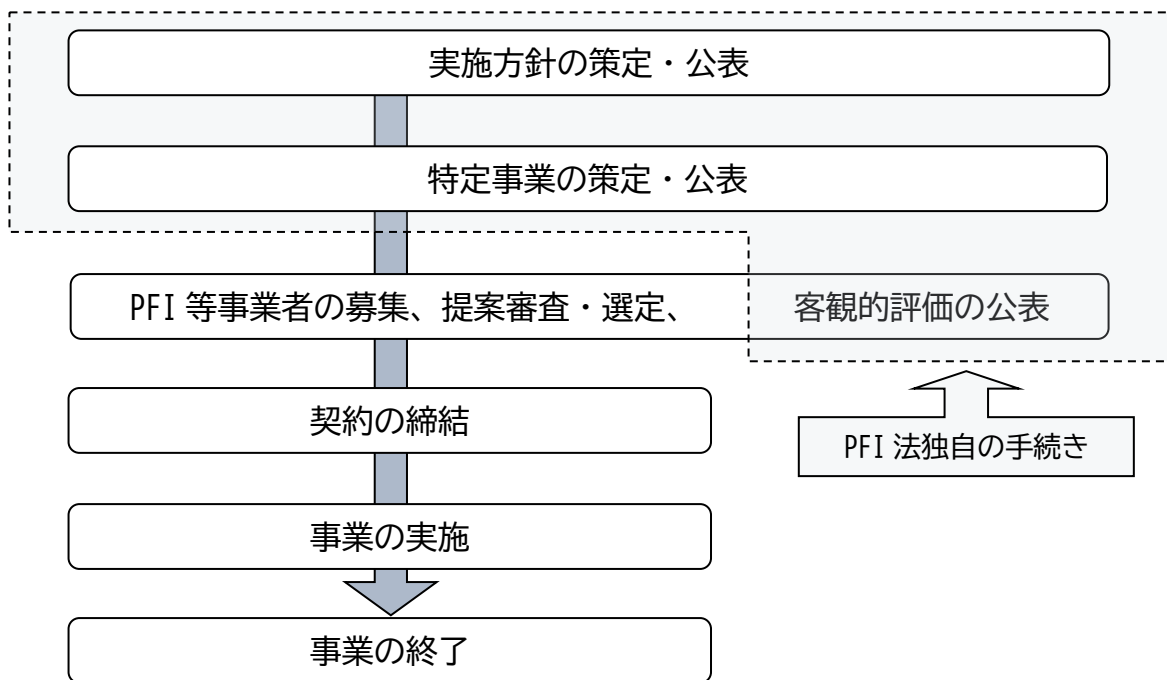 実施方針の策定・公表
特定事業の策定・公表
PFI 等事業者の募集、提案審査・選定、 客観的評価の公表
契約の締結
PFI 法独自の手続き
事業の実施
事業の終了